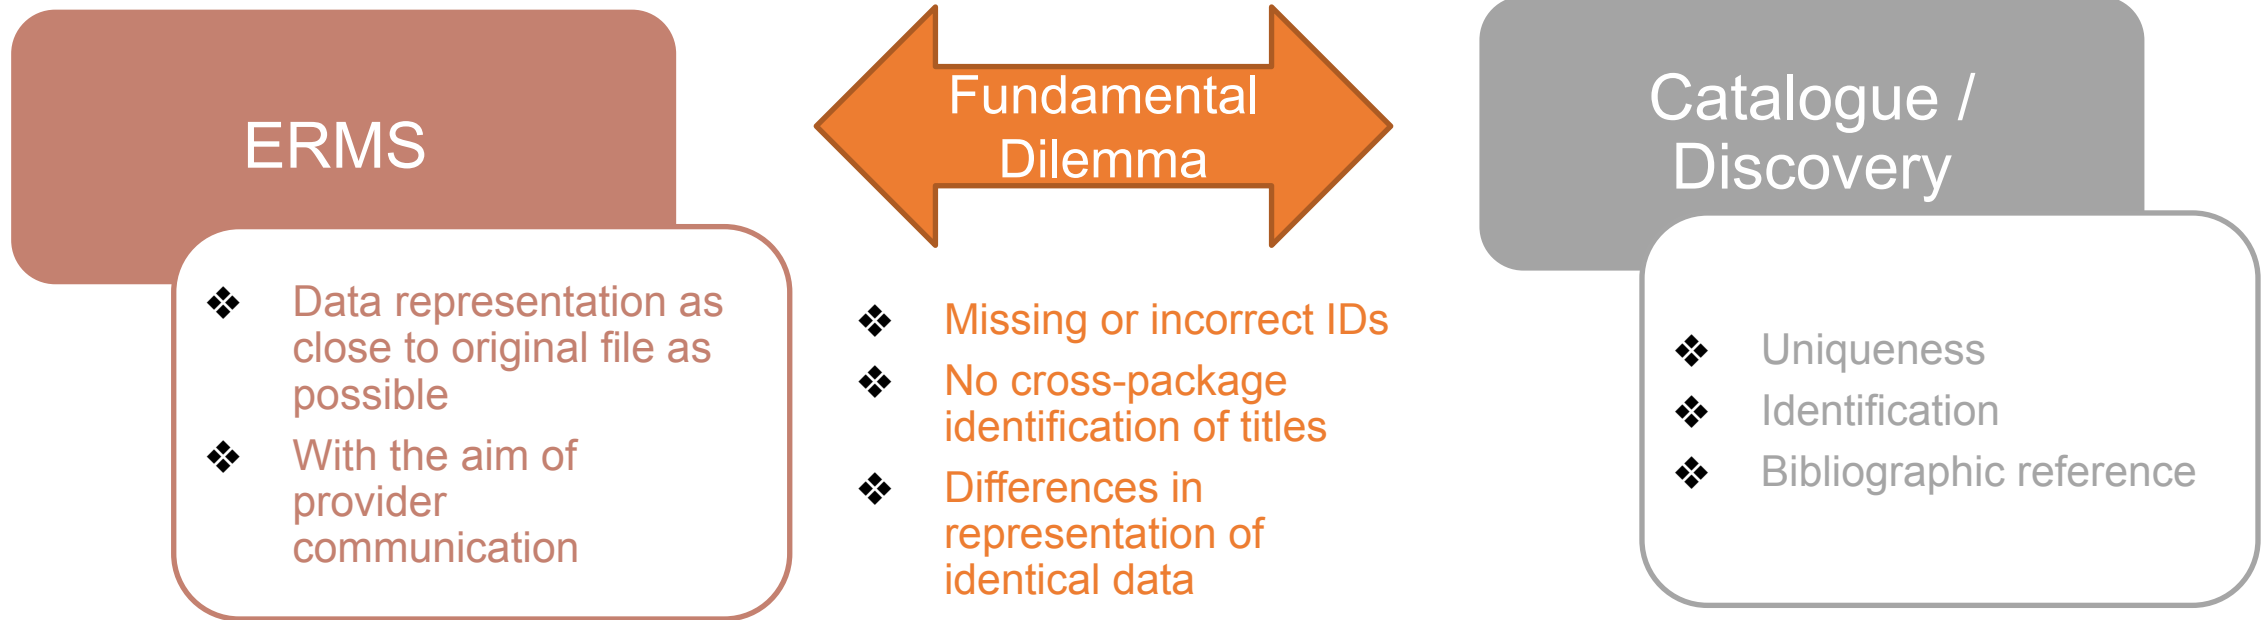 ERMS
❖ Data representation as
close to original file as
possible
❖ With the aim of
provider
communication
Fundamental
Dilemma
❖ Missing or incorrect IDs
❖ No cross-package
identification of titles
❖ Differences in
representation of
identical data
Catalogue /
Discovery
❖ Uniqueness
❖ Identification
❖ Bibliographic reference